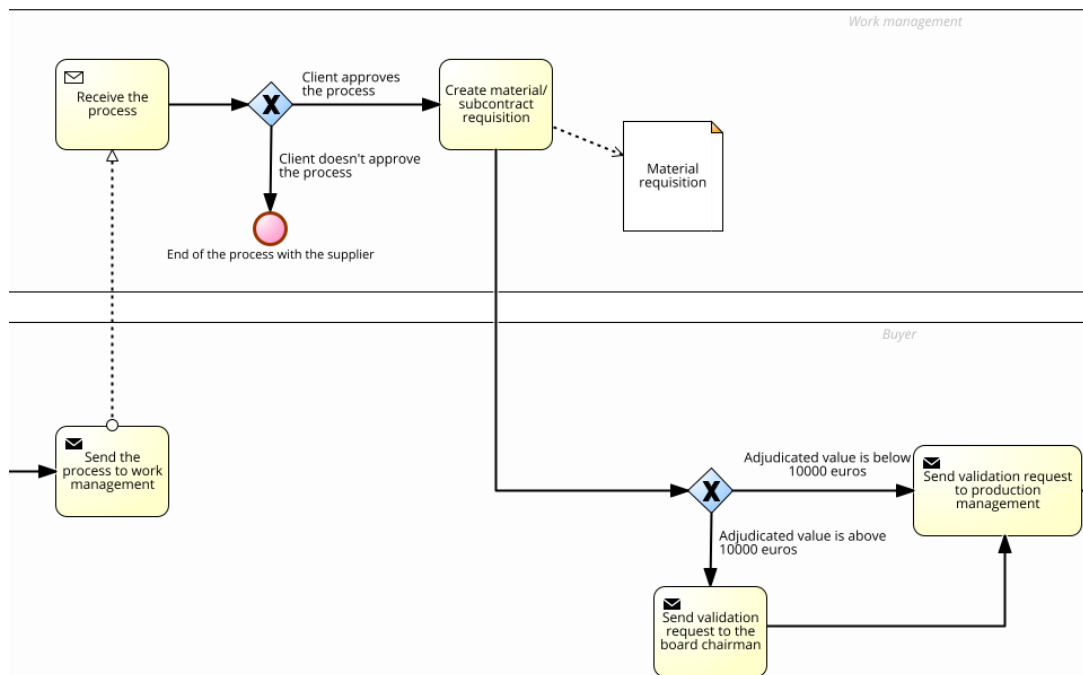 Work management
Receive the
process
Client approves
the process
Create material/
subcontract
requisition
Material
requisition
Client doesn't approve
the process
End of the process with the supplier
Buyer
Send the
process to work
management
Adjudicated value is below
10000 euros
Send validation request
to production
management
Adjudicated value is above
10000 euros
Send validation
request to the
board chairman